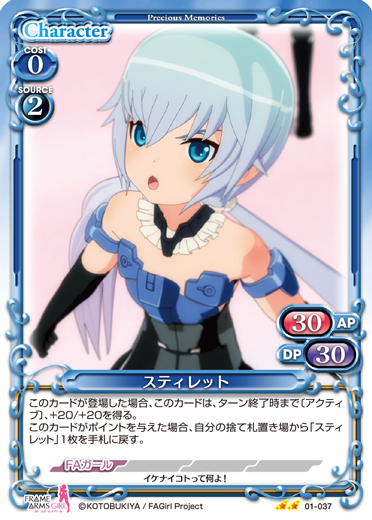 Precious Memories
Character
COST
0
SOURCE
2
30 AP
DP 30
スティレット
このカードが登場した場合、このカードは、ターン終了時まで〔アクティ
ブ〕、+20/+20を得る。
このカードがポイントを与えた場合、自分の捨て札置き場から「スティ
レット」1枚を手札に戻す。
FAガール
イケナイコトって何よ!
FRAME
ARMS GIRL
©KOTOBUKIYA / FAGirl Project
01-037